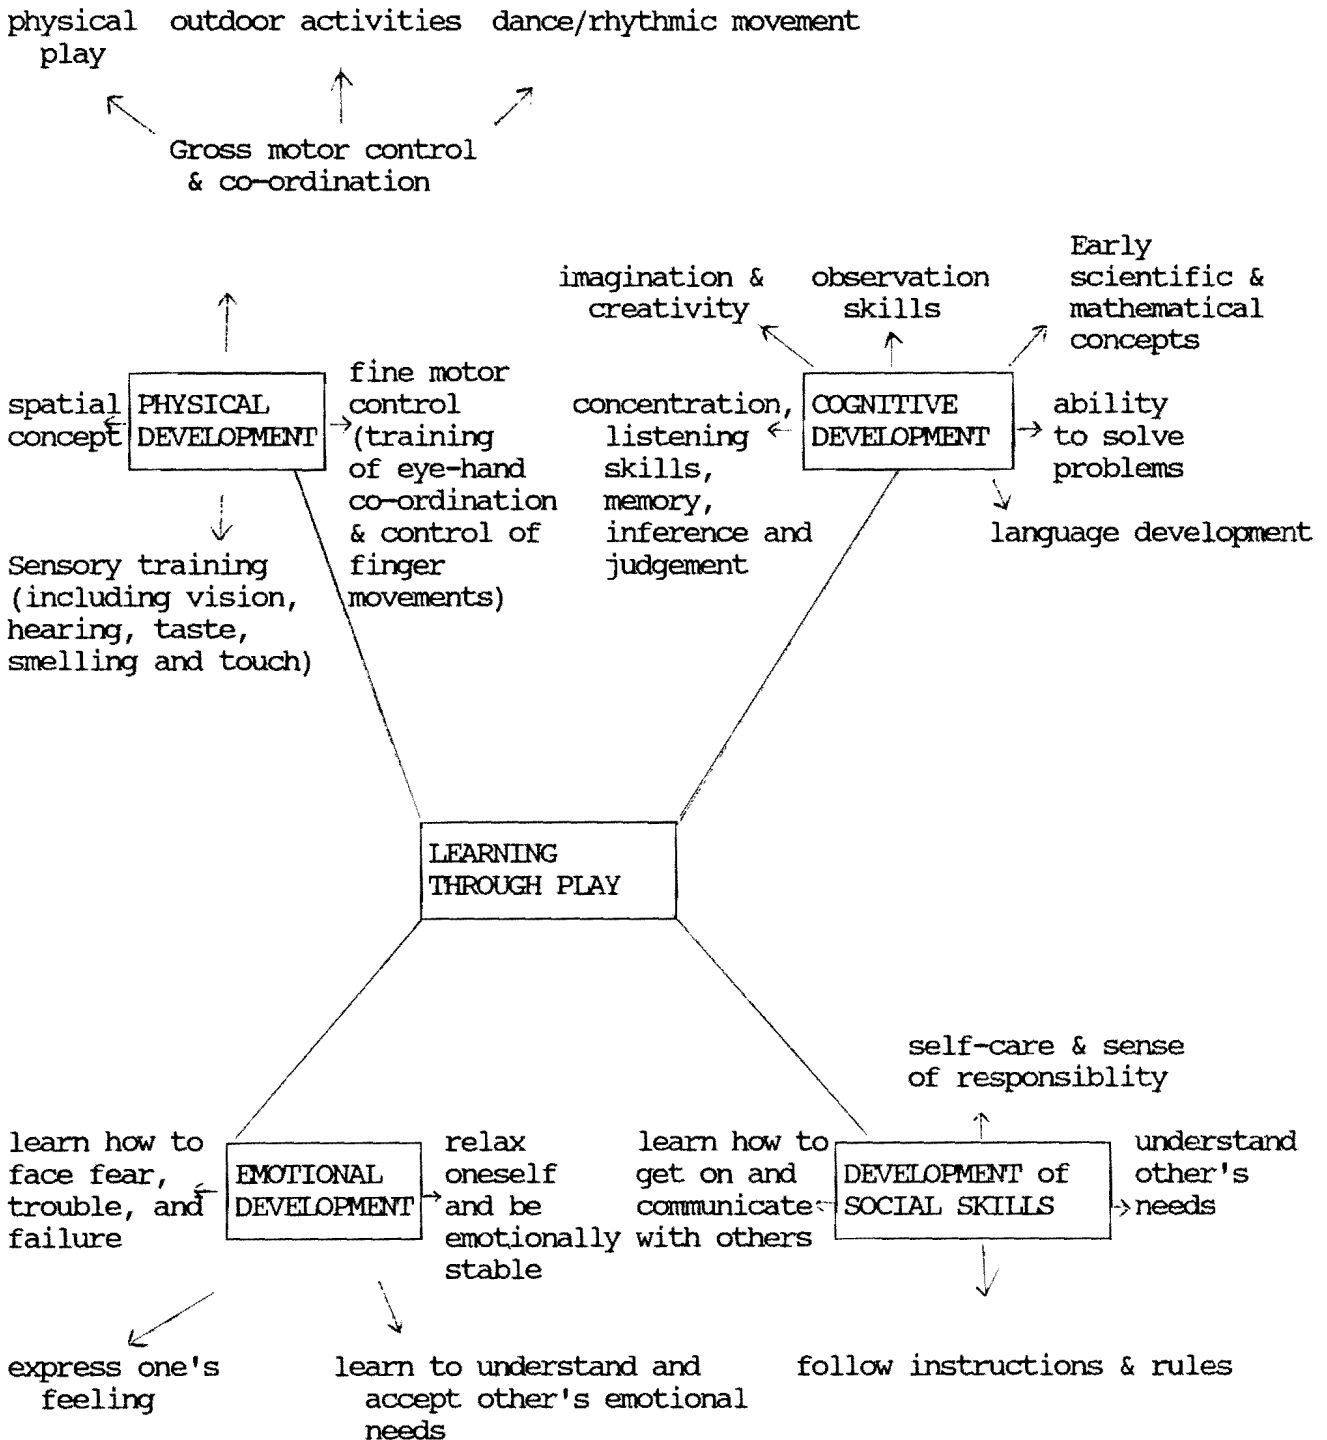 physical outdoor activities dance/rhythmic movement
play
Gross motor control
& co-ordination
PHYSICAL
DEVELOPMENT
spatial
concept
fine motor
control
(training
of eye-hand
co-ordination
& control of
finger
movements)
Sensory training
(including vision,
hearing, taste,
smelling and touch)
imagination &
creativity
observation
skills
Early
scientific &
mathematical
concepts
concentration,
listening
skills,
memory,
inference and
judgement
COGNITIVE
DEVELOPMENT
ability
to solve
problems
language development
LEARNING
THROUGH PLAY
learn how to
face fear,
trouble, and
failure
EMOTIONAL
DEVELOPMENT
relax
oneself
and be
emotionally
stable
express one's
feeling
learn to understand and
accept other's emotional
needs
self-care & sense
of responsiblity
learn how to
get on and
communicate
with others
DEVELOPMENT of
SOCIAL SKILLS
understand
other's
needs
follow instructions & rules